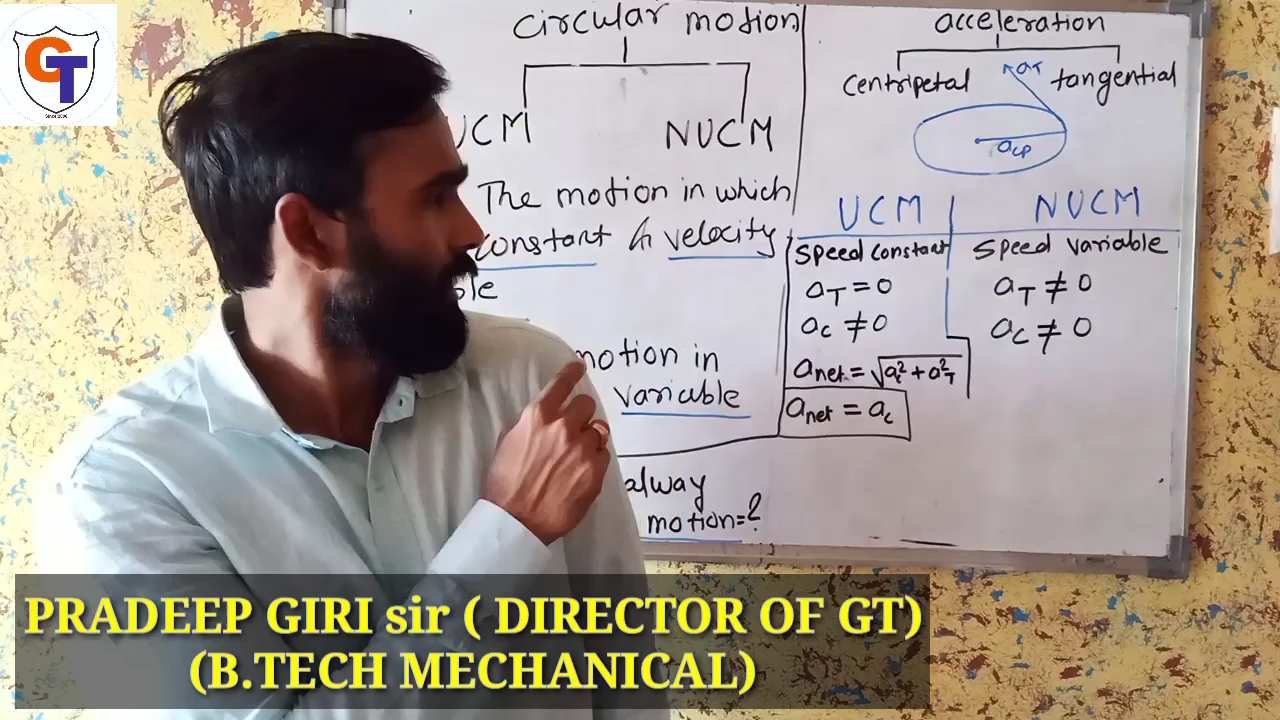 GT
circular motion
UCM
NUCM
The motion in which
constant & velocity
ble
motion in
variable
alway
motion=?
acceleration
centripetal
tangential
aT
acp
UCM
NUCM
Speed constant
Speed variable
aT = 0
aT ≠ 0
ac ≠ 0
ac ≠ 0
anet = √ac²+a²T
anet = ac
PRADEEP GIRI sir ( DIRECTOR OF GT)
(B.TECH MECHANICAL)